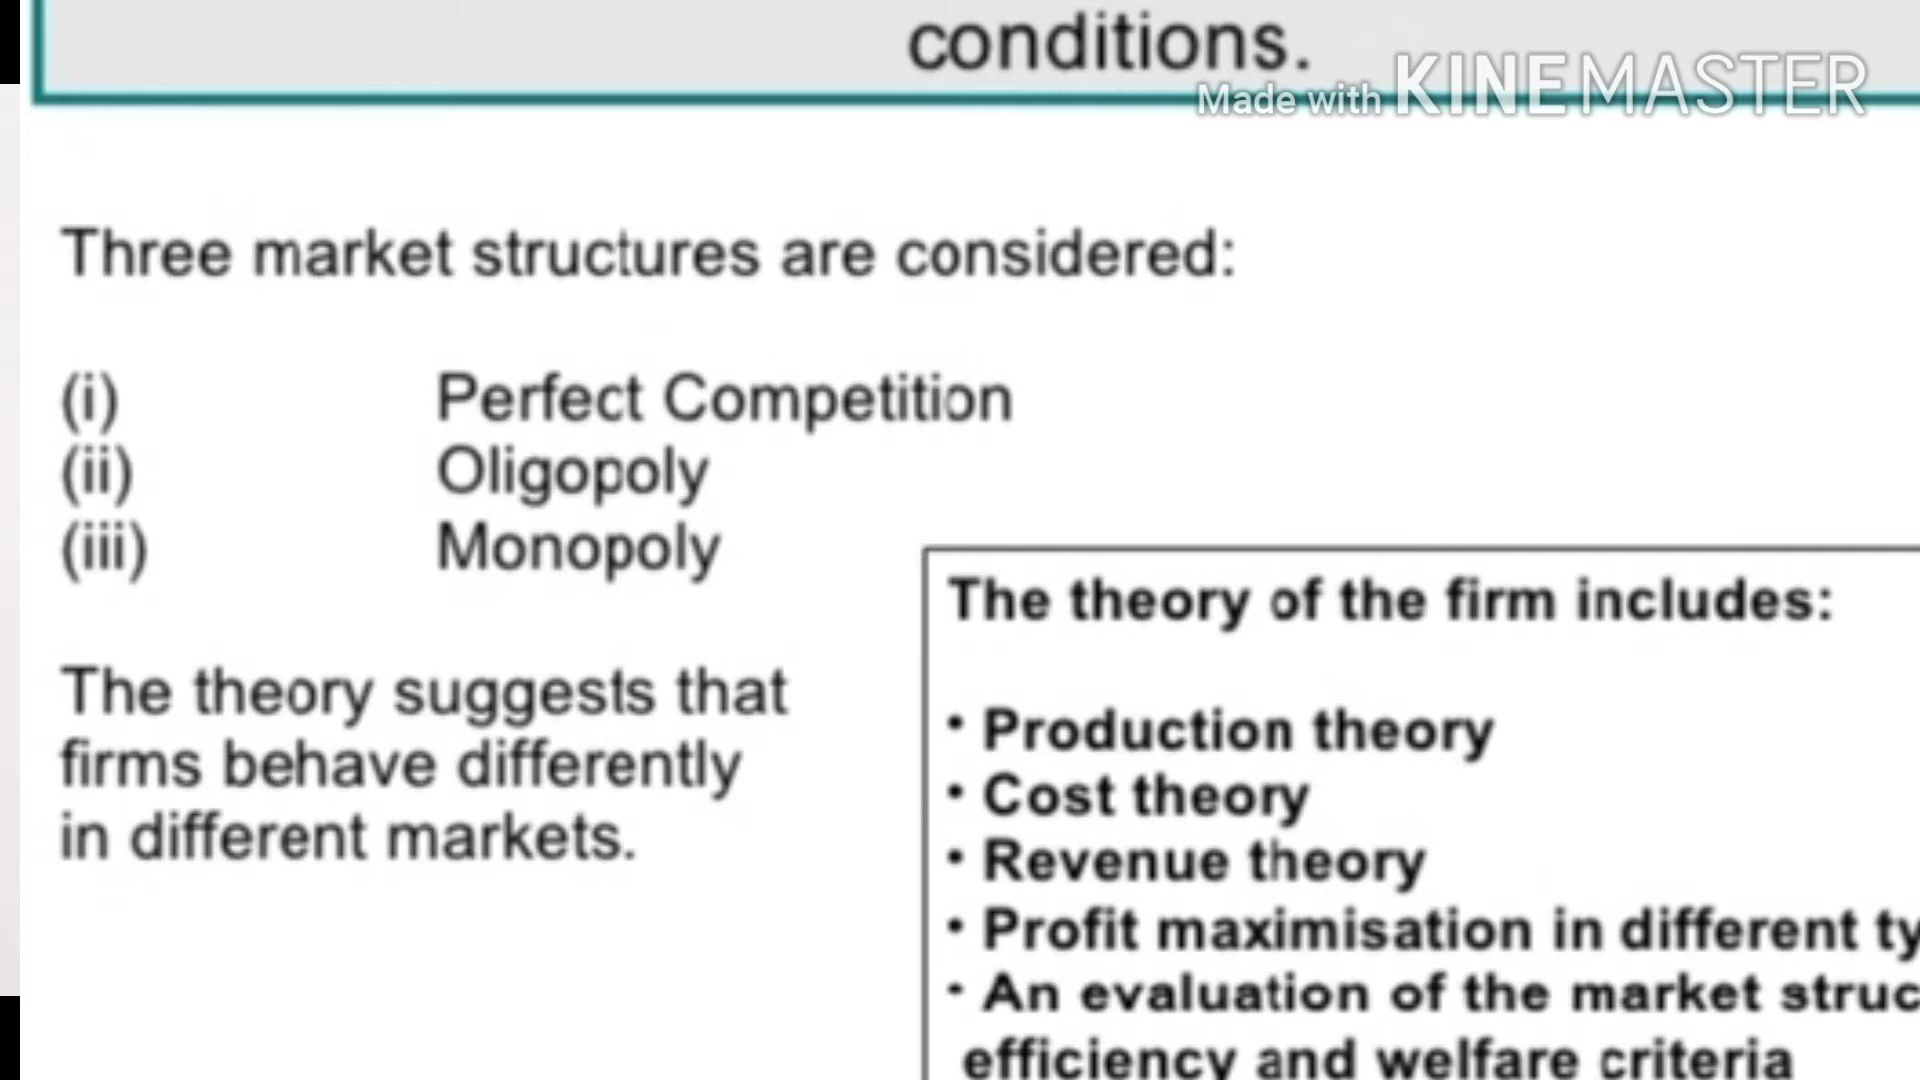 conditions.
Made with KINEMASTER
Three market structures are considered:
(i) Perfect Competition
(ii) Oligopoly
(iii) Monopoly
The theory suggests that
firms behave differently
in different markets.
The theory of the firm includes:
• Production theory
• Cost theory
• Revenue theory
• Profit maximisation in different ty
• An evaluation of the market struc
efficiency and welfare criteria